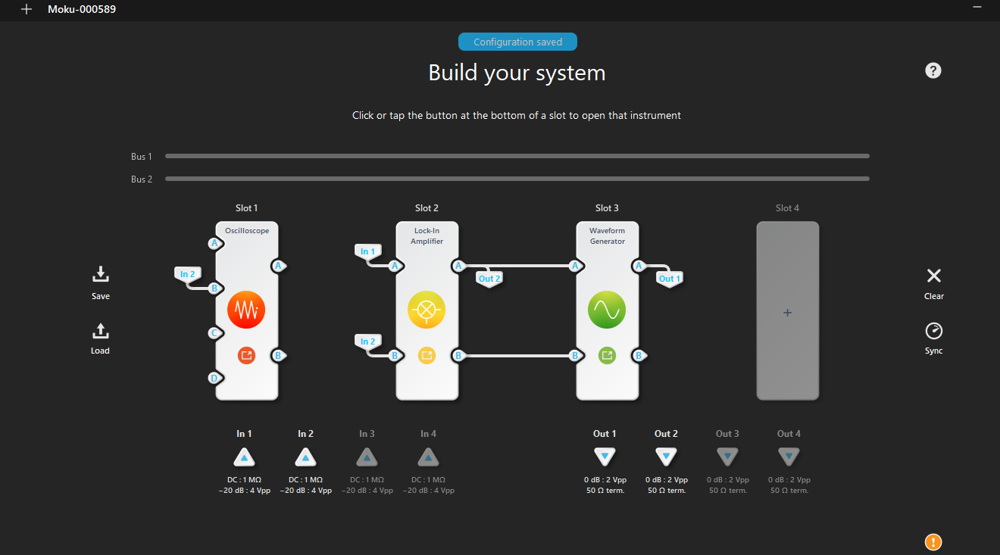 Moku-000589
Configuration saved
Build your system
?
Click or tap the button at the bottom of a slot to open that instrument
Bus 1
Bus 2
Slot 1
Slot 2
Slot 3
Slot 4
Oscilloscope
Lock-In
Amplifier
Waveform
Generator
A
In 2
B
C
D
A
B
In 1
A
In 2
B
A
Out 2
B
A
B
A
Out 1
B
+
Save
Load
Clear
Sync
In 1
In 2
In 3
In 4
Out 1
Out 2
Out 3
Out 4
DC : 1 MΩ
−20 dB : 4 Vpp
DC : 1 MΩ
−20 dB : 4 Vpp
DC : 1 MΩ
−20 dB : 4 Vpp
DC : 1 MΩ
−20 dB : 4 Vpp
0 dB : 2 Vpp
50 Ω term.
0 dB : 2 Vpp
50 Ω term.
0 dB : 2 Vpp
50 Ω term.
0 dB : 2 Vpp
50 Ω term.
!